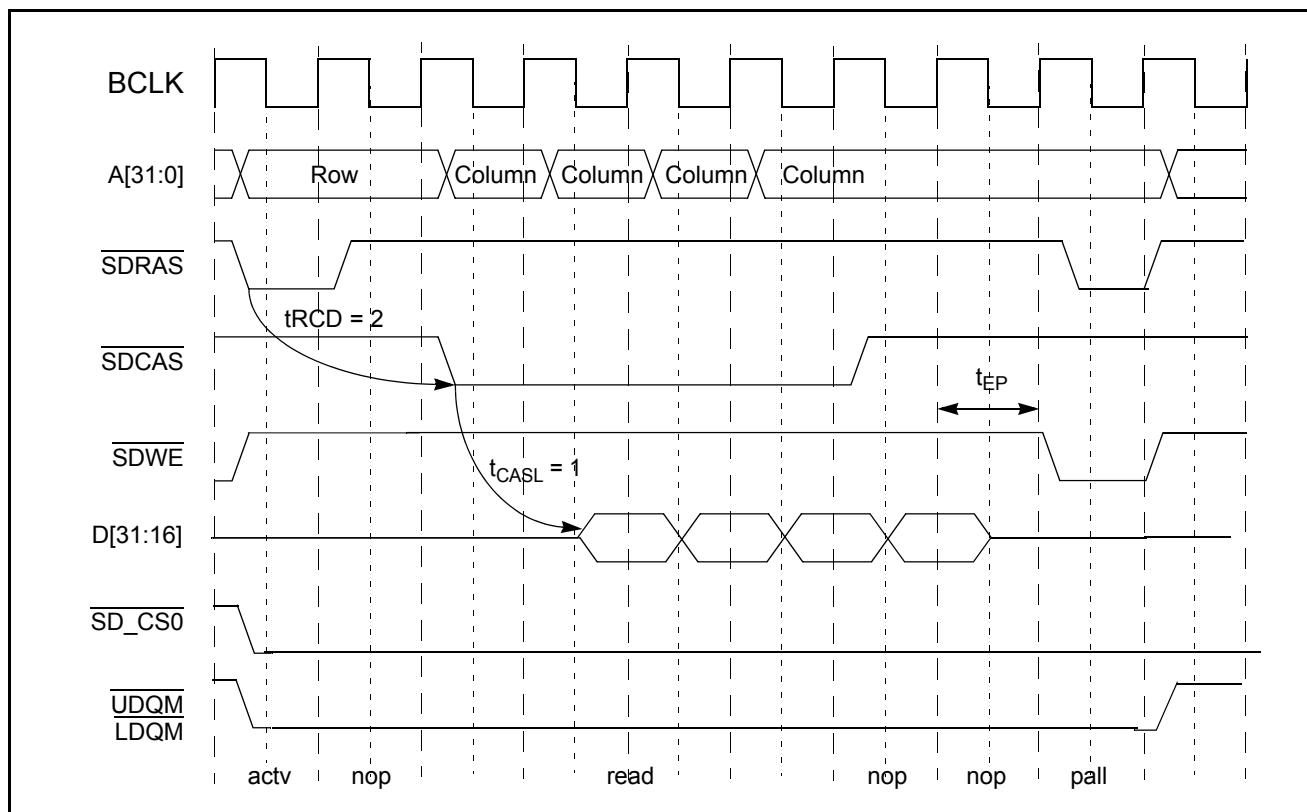 BCLK
A[31:0]
Row Column Column Column Column
SDRAS
tRCD = 2
SDCAS
tEP
SDWE
tCASL = 1
D[31:16]
SD_CS0
UDQM
LDQM
actv nop read nop nop pall